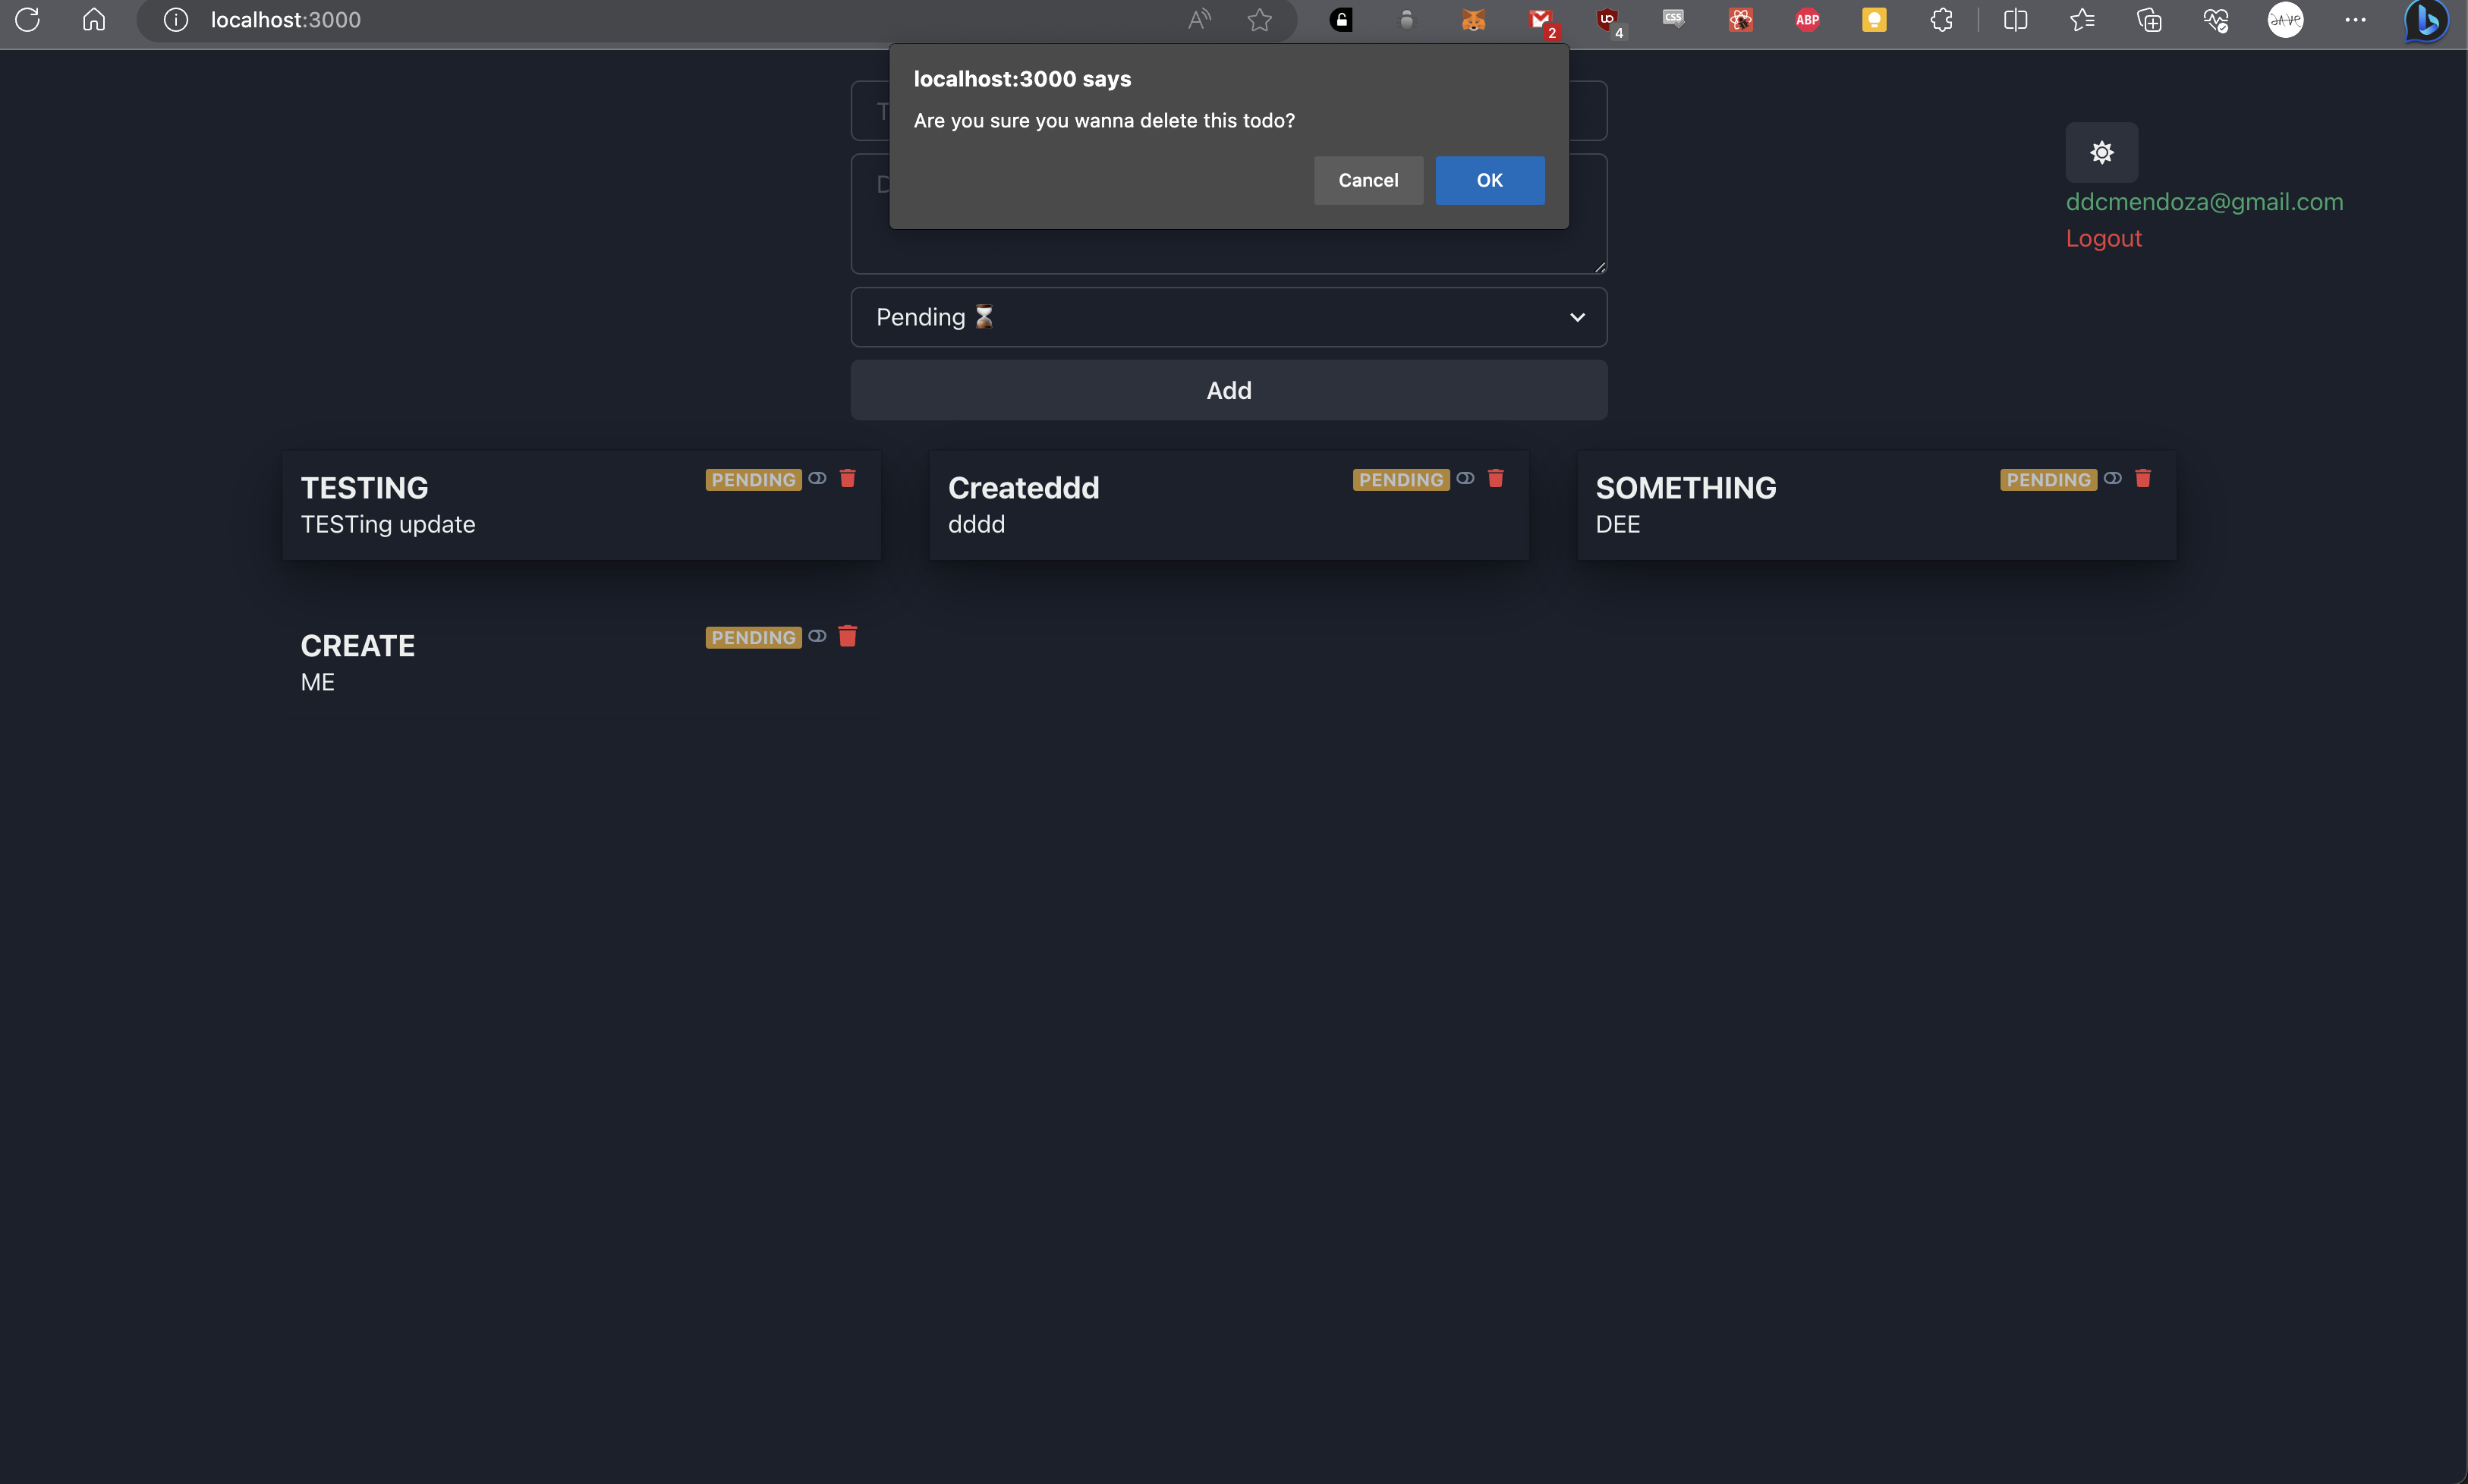 localhost:3000
2
UO
4
CSS
ABP
dAVE
localhost:3000 says
Are you sure you wanna delete this todo?
Cancel
OK
T
D
ddcmendoza@gmail.com
Logout
Pending ⌛
Add
TESTING
PENDING
TESTing update
Createddd
PENDING
dddd
SOMETHING
PENDING
DEE
CREATE
PENDING
ME